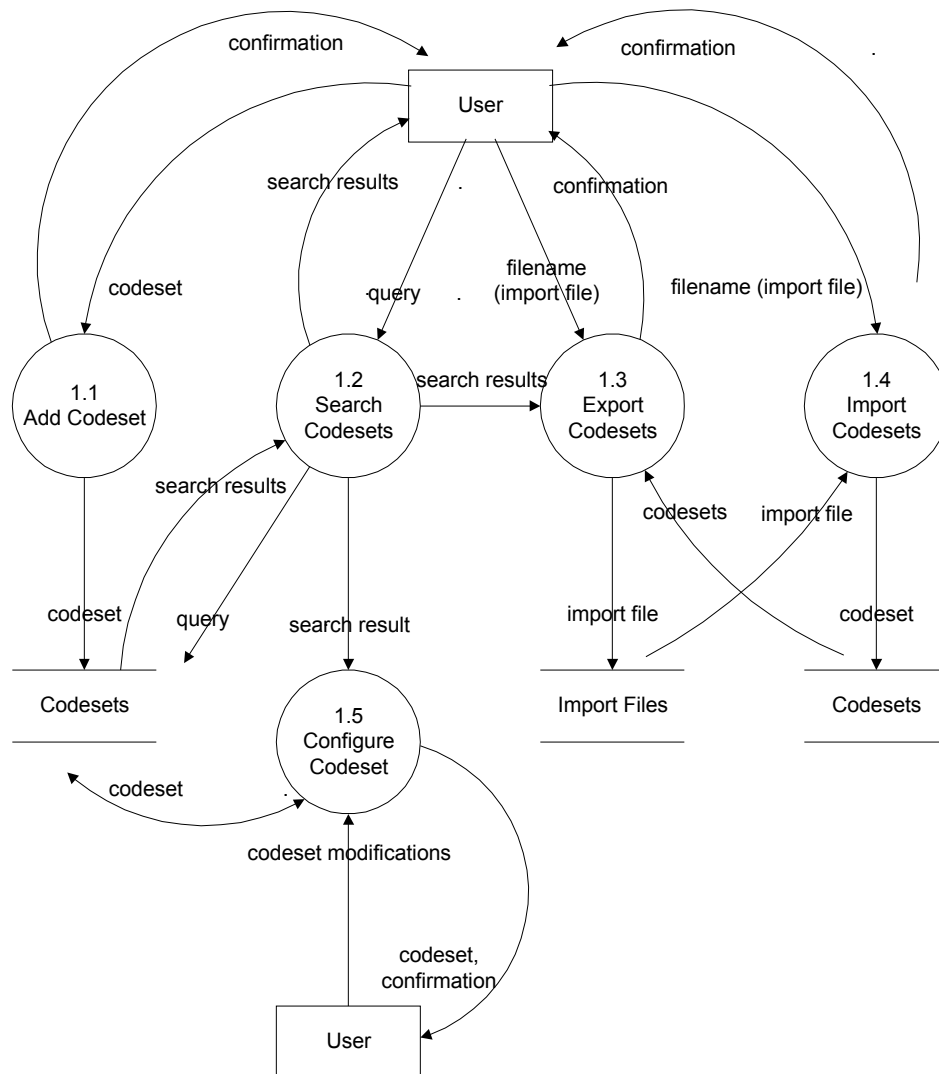 confirmation
confirmation
User
search results
confirmation
codeset
query
filename
(import file)
filename (import file)
1.1
Add Codeset
1.2
Search
Codesets
search results
1.3
Export
Codesets
1.4
Import
Codesets
search results
codesets
import file
codeset
query
search result
import file
codeset
Codesets
1.5
Configure
Codeset
Import Files
Codesets
codeset
codeset modifications
codeset,
confirmation
User